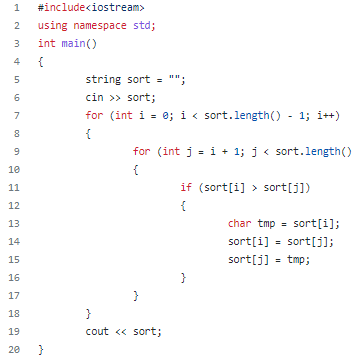 1 #include<iostream>
2 using namespace std;
3 int main()
4 {
5 string sort = "";
6 cin >> sort;
7 for (int i = 0; i < sort.length() - 1; i++)
8 {
9 for (int j = i + 1; j < sort.length()
10 {
11 if (sort[i] > sort[j])
12 {
13 char tmp = sort[i];
14 sort[i] = sort[j];
15 sort[j] = tmp;
16 }
17 }
18 }
19 cout << sort;
20 }